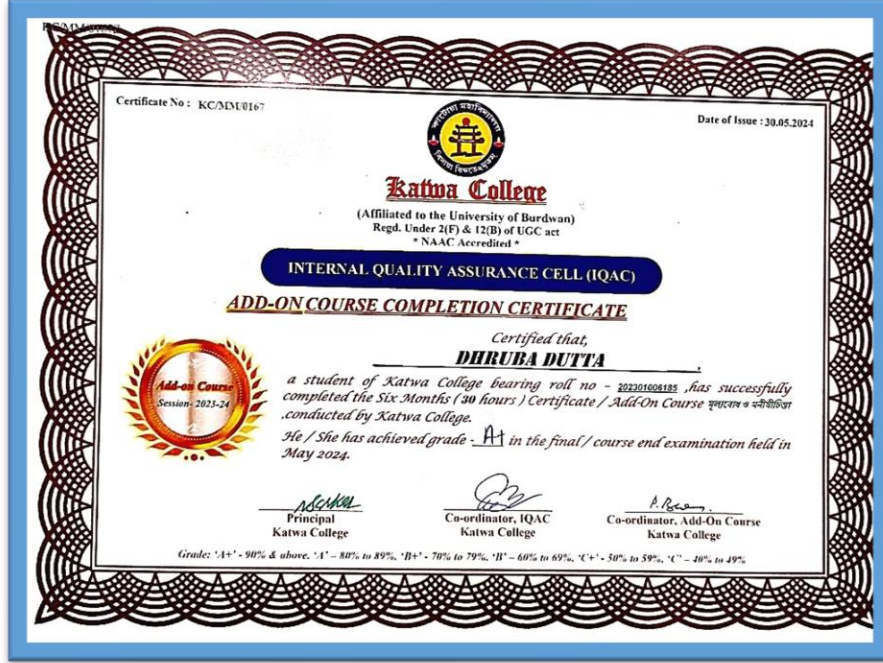 Certificate No : KC/MM/0167
Date of Issue : 30.05.2024
Katwa College
(Affiliated to the University of Burdwan)
Regd. Under 2(F) & 12(B) of UGC act
* NAAC Accredited *
INTERNAL QUALITY ASSURANCE CELL (IQAC)
ADD-ON COURSE COMPLETION CERTIFICATE
Certified that,
DHRUBA DUTTA
Add-on Course
Session- 2023-24
a student of Katwa College bearing roll no - 202301006185 ,has successfully
completed the Six Months ( 30 hours ) Certificate / Add-On Course মূল্যবোধ ও মনীষীচিন্তা
.conducted by Katwa College.
He / She has achieved grade - A+ in the final / course end examination held in
May 2024.
Principal
Katwa College
Co-ordinator, IQAC
Katwa College
Co-ordinator, Add-On Course
Katwa College
Grade: 'A+' - 90% & above. 'A' – 80% to 89%. 'B+' - 70% to 79%. 'B' – 60% to 69%. 'C+' - 50% to 59%. 'C' – 40% to 49%